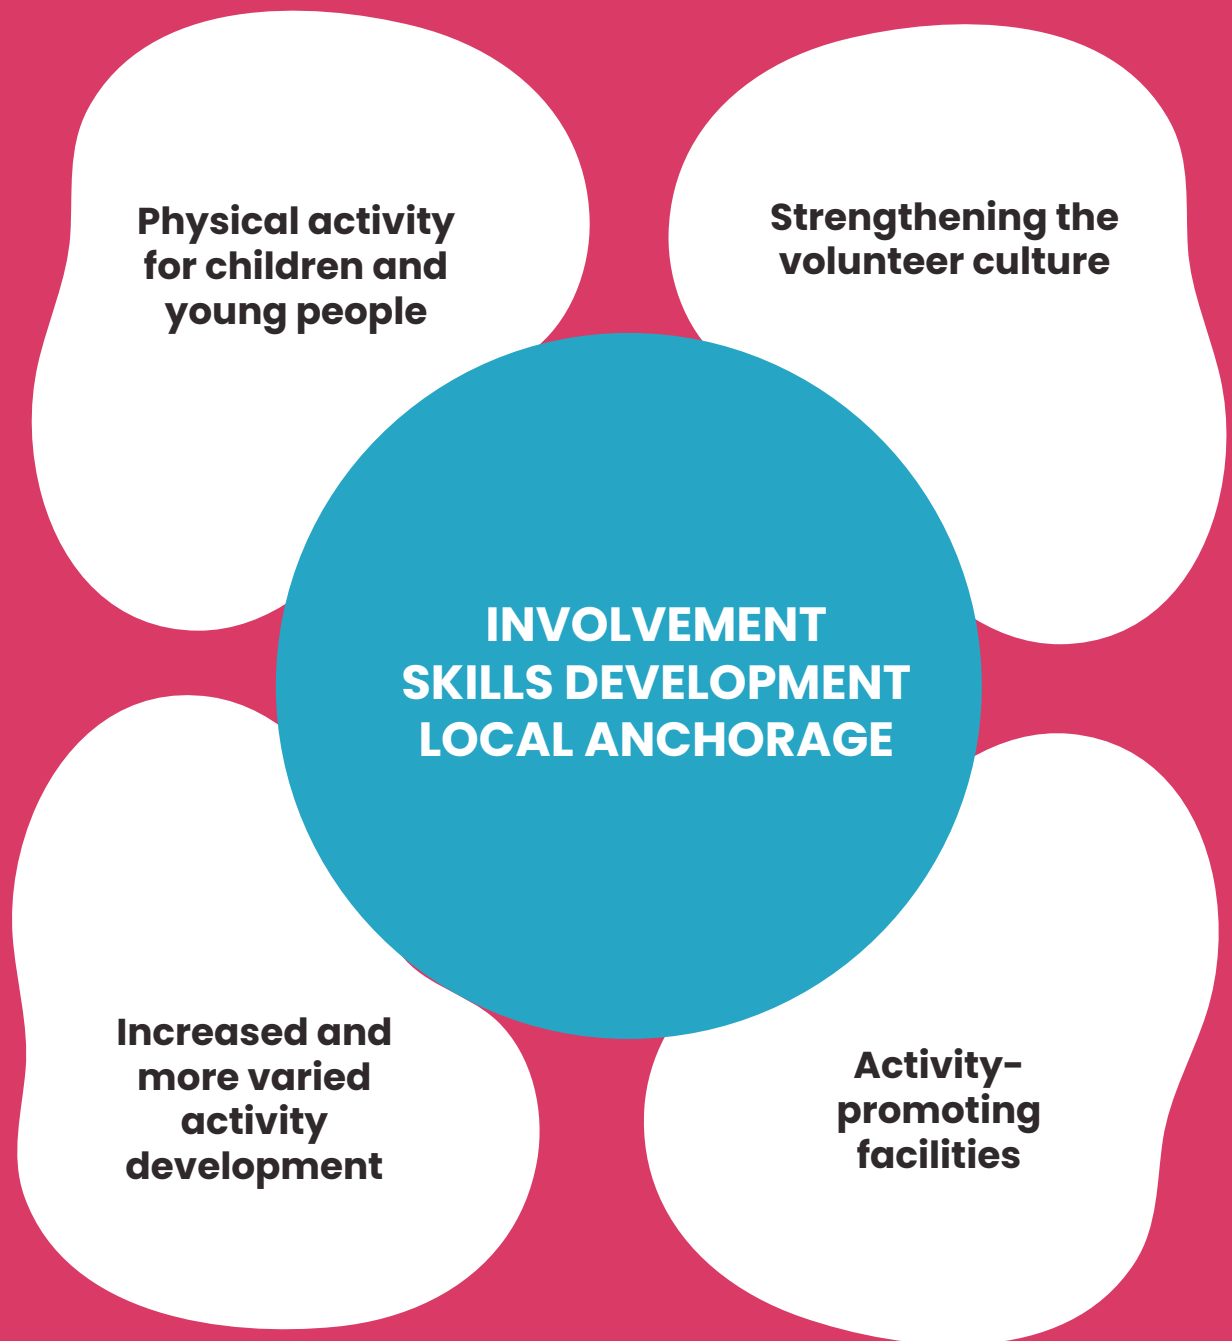 Physical activity
for children and
young people
Strengthening the
volunteer culture
INVOLVEMENT
SKILLS DEVELOPMENT
LOCAL ANCHORAGE
Increased and
more varied
activity
development
Activity-
promoting
facilities